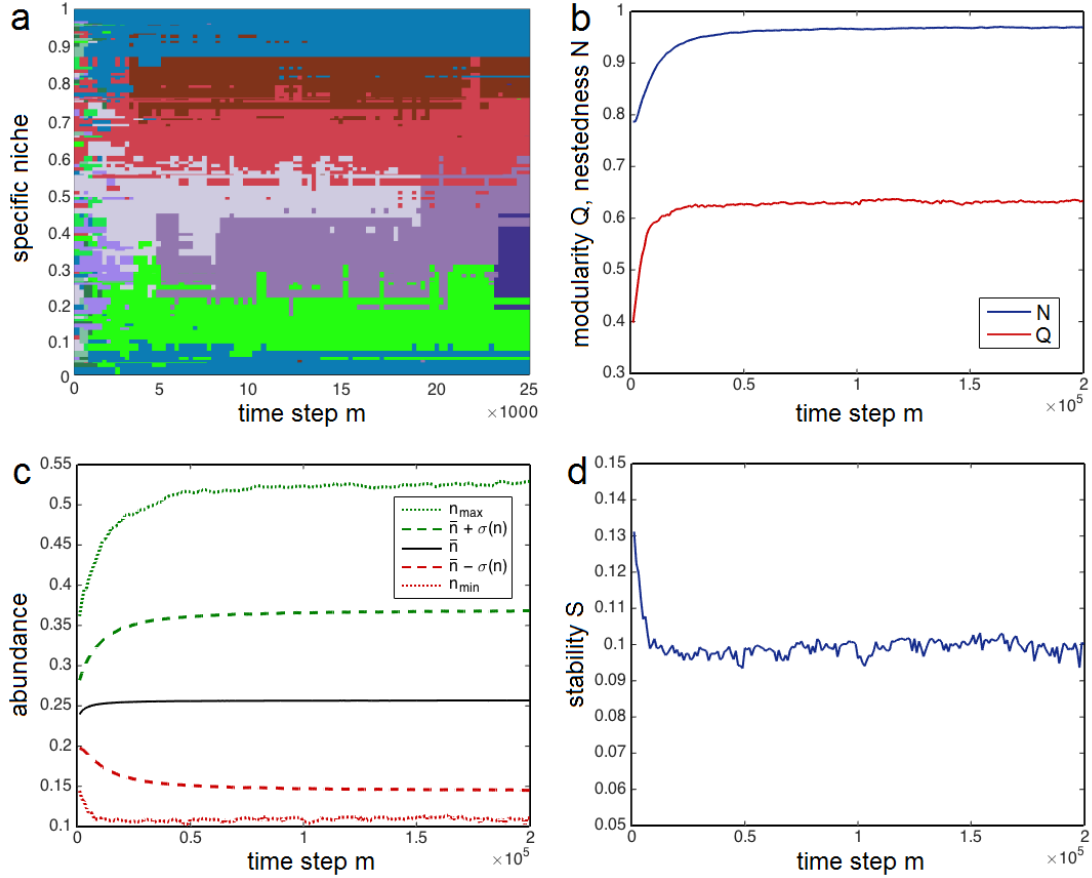 a
1
0.9
0.8
0.7
0.6
0.5
0.4
0.3
0.2
0.1
0
specific niche
0 5 10 15 20 25
×1000
time step m
b
1
0.9
0.8
0.7
0.6
0.5
0.4
0.3
modularity Q, nestedness N
N
Q
0 0.5 1 1.5 2
×10⁵
time step m
c
0.55
0.5
0.45
0.4
0.35
0.3
0.25
0.2
0.15
0.1
abundance
n_max
n̄ + σ(n)
n̄
n̄ − σ(n)
n_min
0 0.5 1 1.5 2
×10⁵
time step m
d
0.15
0.14
0.13
0.12
0.11
0.1
0.09
0.08
0.07
0.06
0.05
stability S
0 0.5 1 1.5 2
×10⁵
time step m